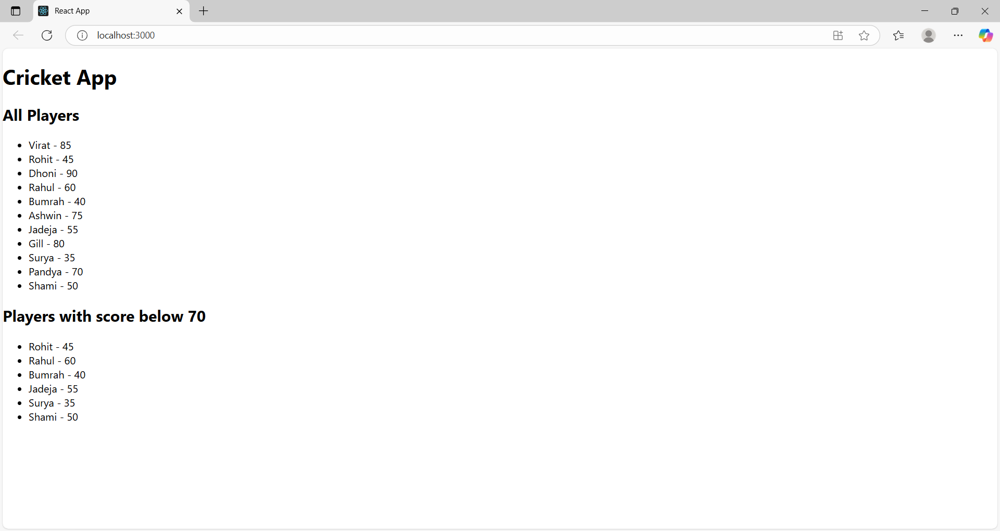 React App
localhost:3000
Cricket App
All Players
Virat - 85
Rohit - 45
Dhoni - 90
Rahul - 60
Bumrah - 40
Ashwin - 75
Jadeja - 55
Gill - 80
Surya - 35
Pandya - 70
Shami - 50
Players with score below 70
Rohit - 45
Rahul - 60
Bumrah - 40
Jadeja - 55
Surya - 35
Shami - 50